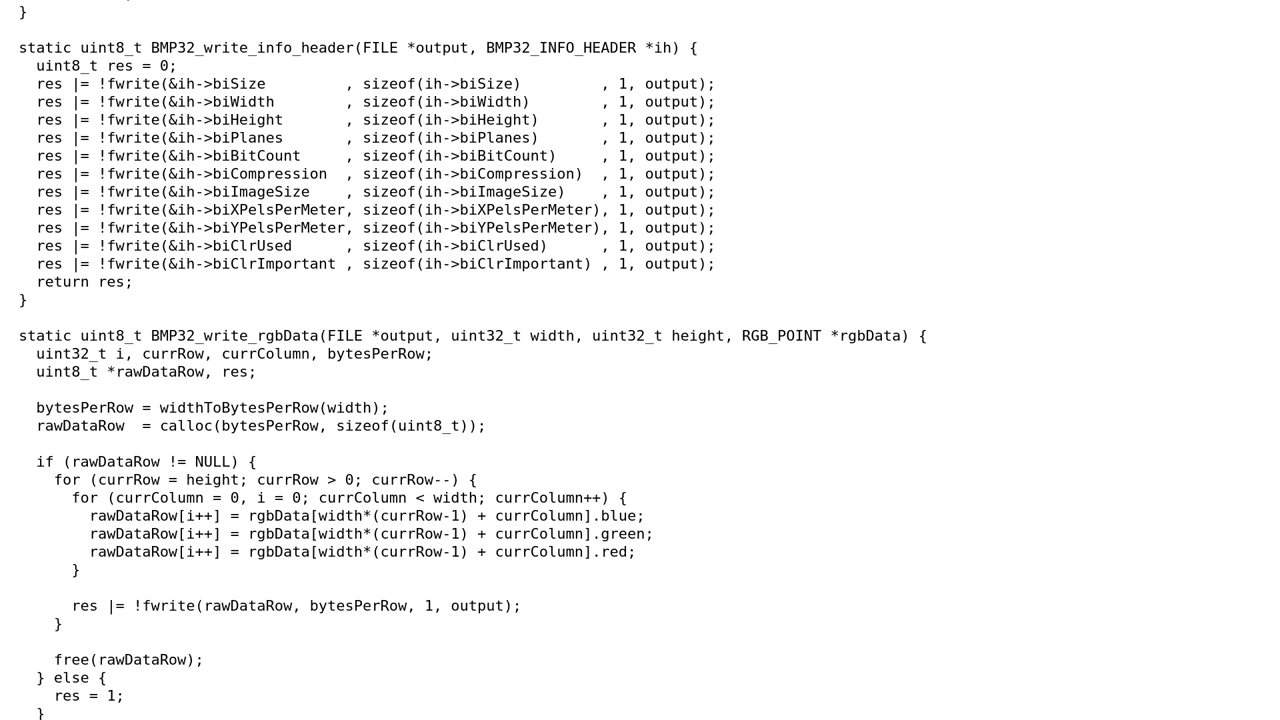 }

static uint8_t BMP32_write_info_header(FILE *output, BMP32_INFO_HEADER *ih) {
  uint8_t res = 0;
  res |= !fwrite(&ih->biSize         , sizeof(ih->biSize)         , 1, output);
  res |= !fwrite(&ih->biWidth        , sizeof(ih->biWidth)        , 1, output);
  res |= !fwrite(&ih->biHeight       , sizeof(ih->biHeight)       , 1, output);
  res |= !fwrite(&ih->biPlanes       , sizeof(ih->biPlanes)       , 1, output);
  res |= !fwrite(&ih->biBitCount     , sizeof(ih->biBitCount)     , 1, output);
  res |= !fwrite(&ih->biCompression  , sizeof(ih->biCompression)  , 1, output);
  res |= !fwrite(&ih->biImageSize    , sizeof(ih->biImageSize)    , 1, output);
  res |= !fwrite(&ih->biXPelsPerMeter, sizeof(ih->biXPelsPerMeter), 1, output);
  res |= !fwrite(&ih->biYPelsPerMeter, sizeof(ih->biYPelsPerMeter), 1, output);
  res |= !fwrite(&ih->biClrUsed      , sizeof(ih->biClrUsed)      , 1, output);
  res |= !fwrite(&ih->biClrImportant , sizeof(ih->biClrImportant) , 1, output);
  return res;
}

static uint8_t BMP32_write_rgbData(FILE *output, uint32_t width, uint32_t height, RGB_POINT *rgbData) {
  uint32_t i, currRow, currColumn, bytesPerRow;
  uint8_t *rawDataRow, res;

  bytesPerRow = widthToBytesPerRow(width);
  rawDataRow  = calloc(bytesPerRow, sizeof(uint8_t));

  if (rawDataRow != NULL) {
    for (currRow = height; currRow > 0; currRow--) {
      for (currColumn = 0, i = 0; currColumn < width; currColumn++) {
        rawDataRow[i++] = rgbData[width*(currRow-1) + currColumn].blue;
        rawDataRow[i++] = rgbData[width*(currRow-1) + currColumn].green;
        rawDataRow[i++] = rgbData[width*(currRow-1) + currColumn].red;
      }

      res |= !fwrite(rawDataRow, bytesPerRow, 1, output);
    }

    free(rawDataRow);
  } else {
    res = 1;
  }